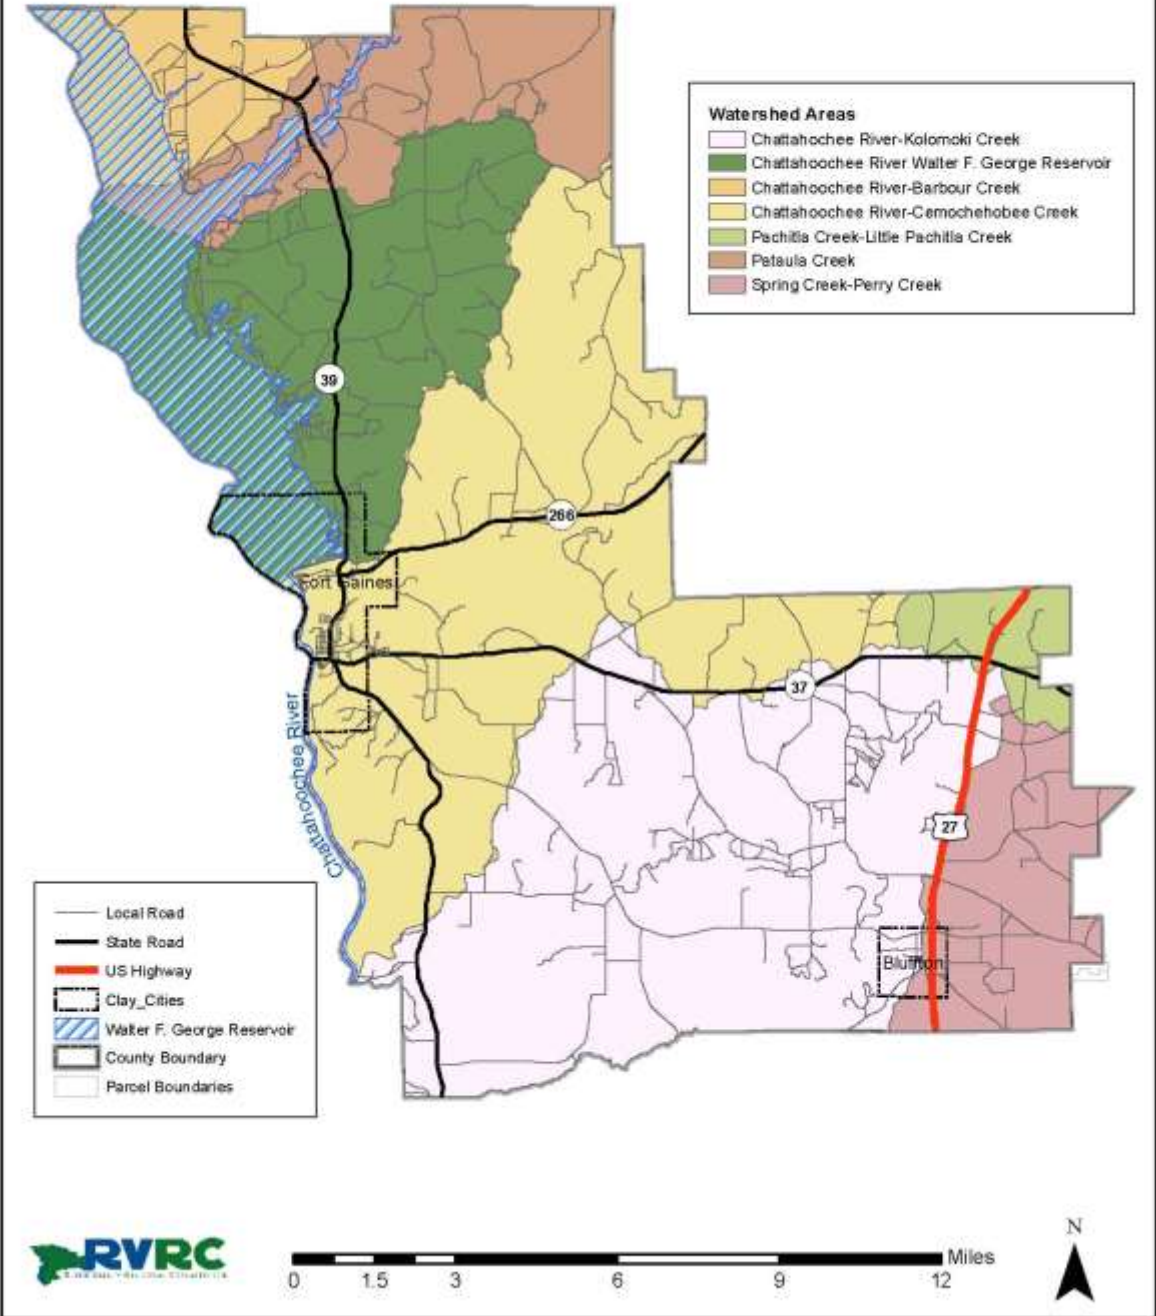 Watershed Areas
Chattahochee River-Kolomoki Creek
Chattahoochee River Walter F. George Reservoir
Chattahoochee River-Barbour Creek
Chattahoochee River-Cemochehobee Creek
Pachitla Creek-Little Pachitla Creek
Pataula Creek
Spring Creek-Perry Creek
39
266
Fort Gaines
37
Chattahoochee River
27
Bluffton
Local Road
State Road
US Highway
Clay_Cities
Walter F. George Reservoir
County Boundary
Parcel Boundaries
RVRC
N
Miles
0 1.5 3 6 9 12